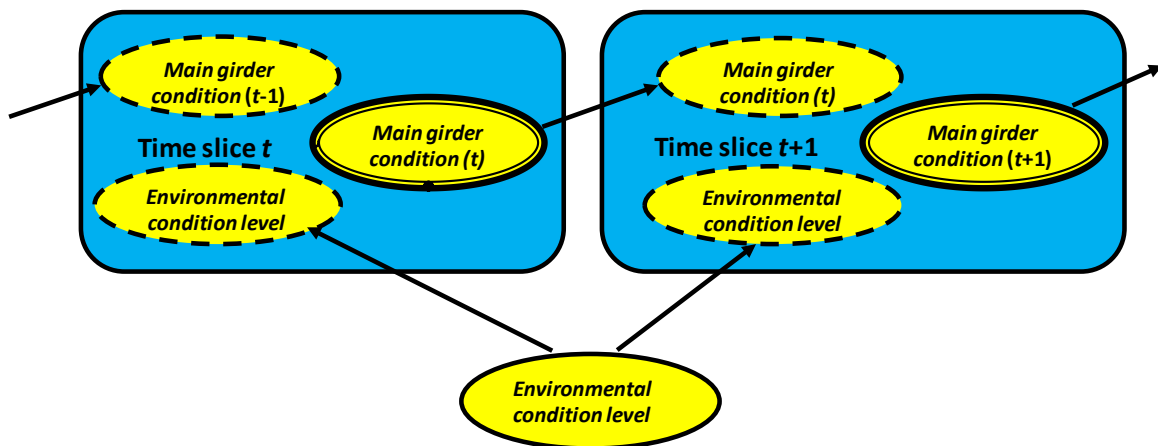 Main girder
condition (t-1)
Time slice t
Main girder
condition (t)
Environmental
condition level
Main girder
condition (t)
Time slice t+1
Main girder
condition (t+1)
Environmental
condition level
Environmental
condition level